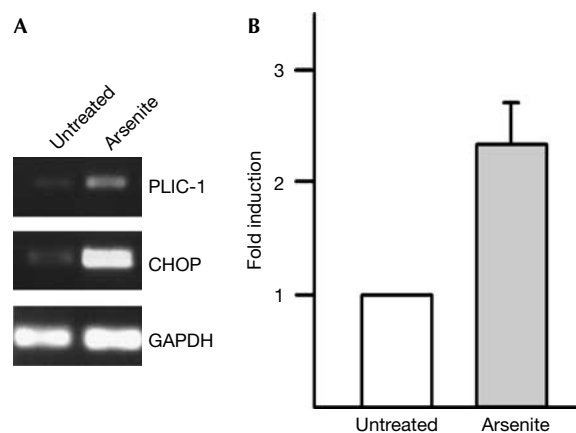 A
Untreated
Arsenite
PLIC-1
CHOP
GAPDH
B
Fold induction
3
2
1
Untreated
Arsenite